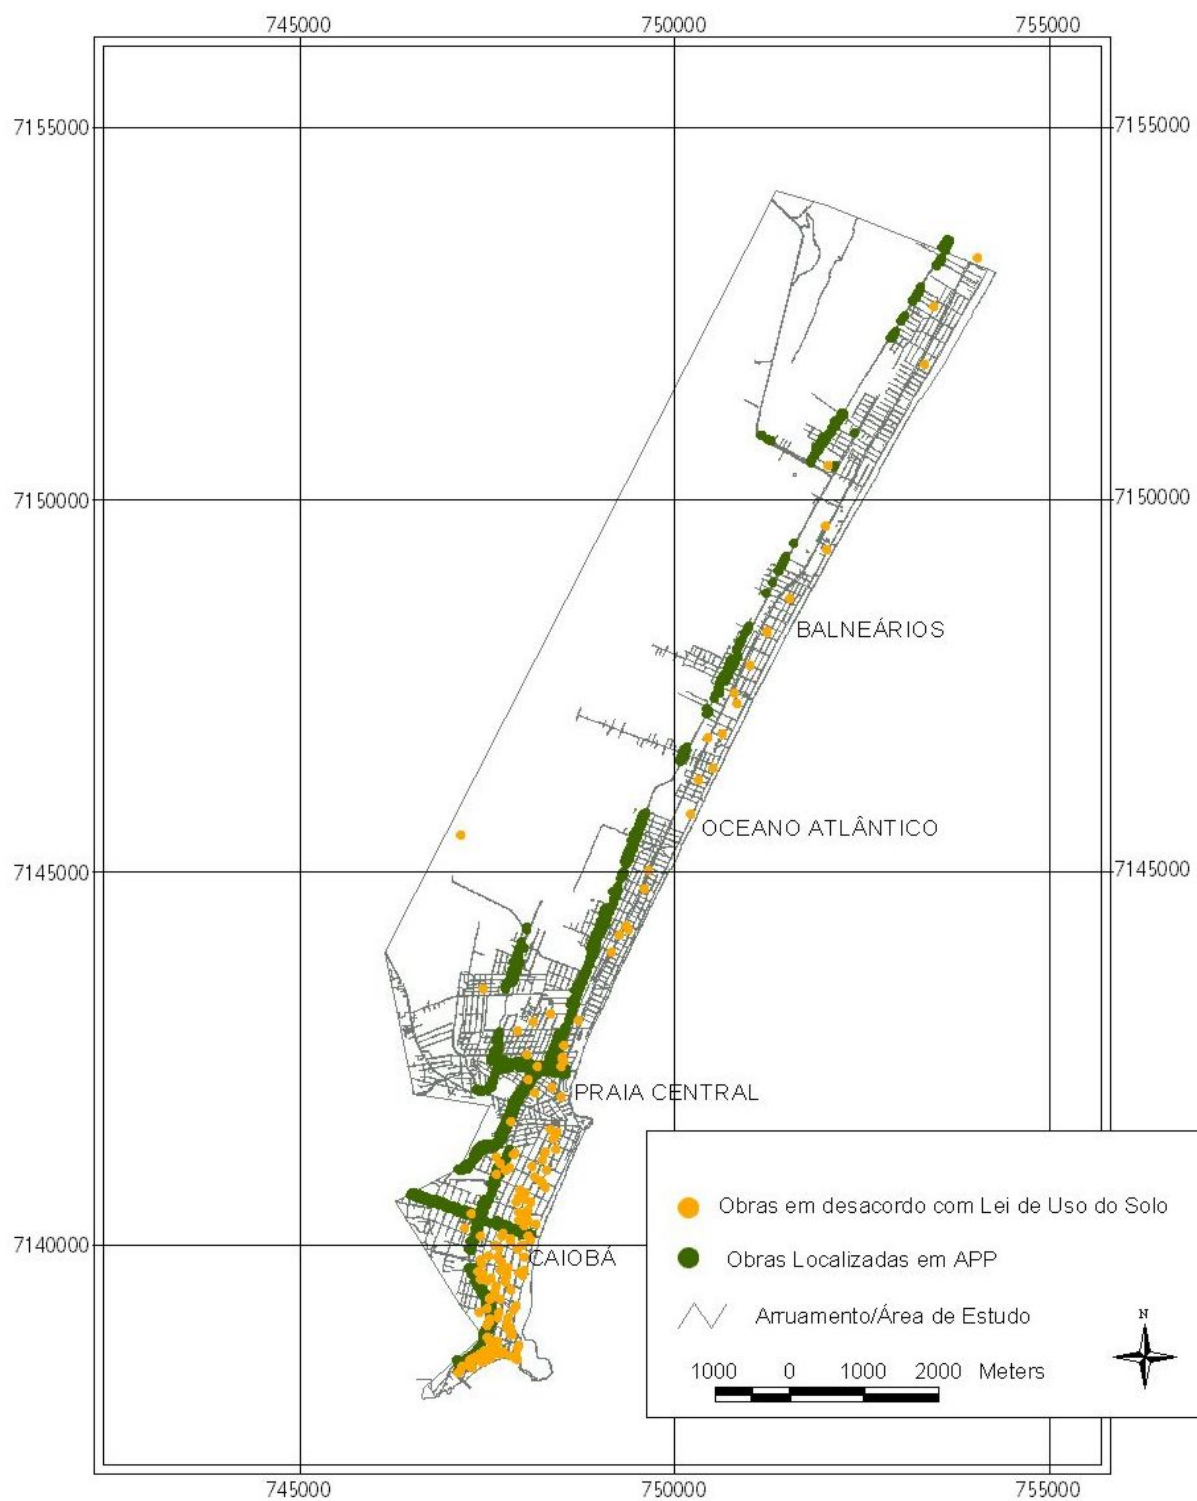 745000 750000 755000
7155000 7155000
7150000 7150000
BALNEÁRIOS
OCEANO ATLÂNTICO
7145000 7145000
PRAIA CENTRAL
Obras em desacordo com Lei de Uso do Solo
7140000
CAIOBÁ
Obras Localizadas em APP
Arruamento/Área de Estudo
N
1000 0 1000 2000 Meters
745000 750000 755000